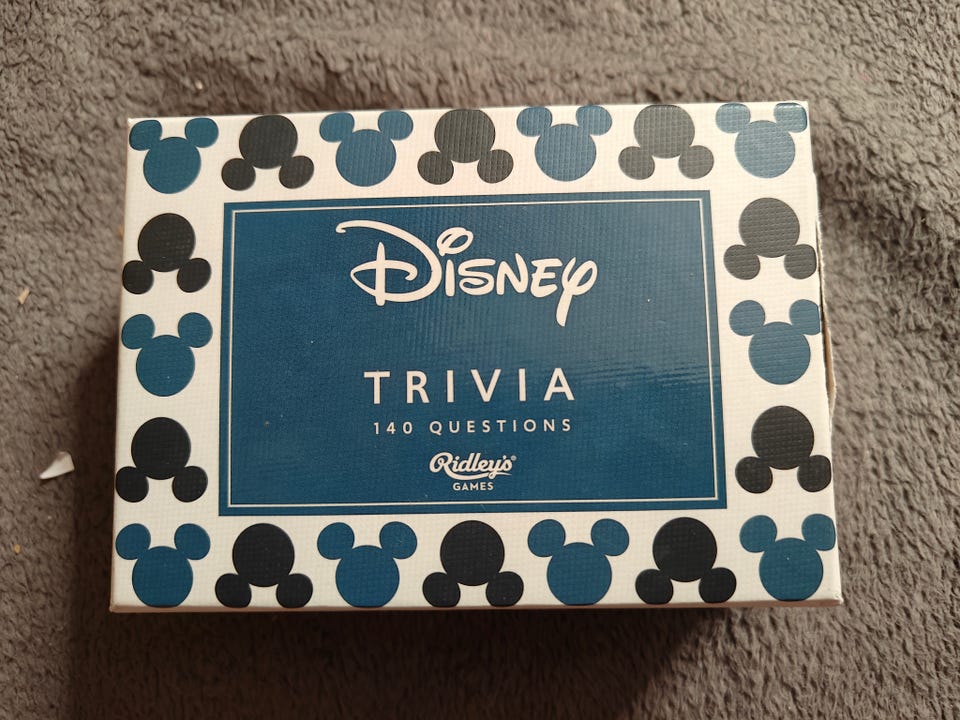 Disney
TRIVIA
140 QUESTIONS
Ridley's®
GAMES